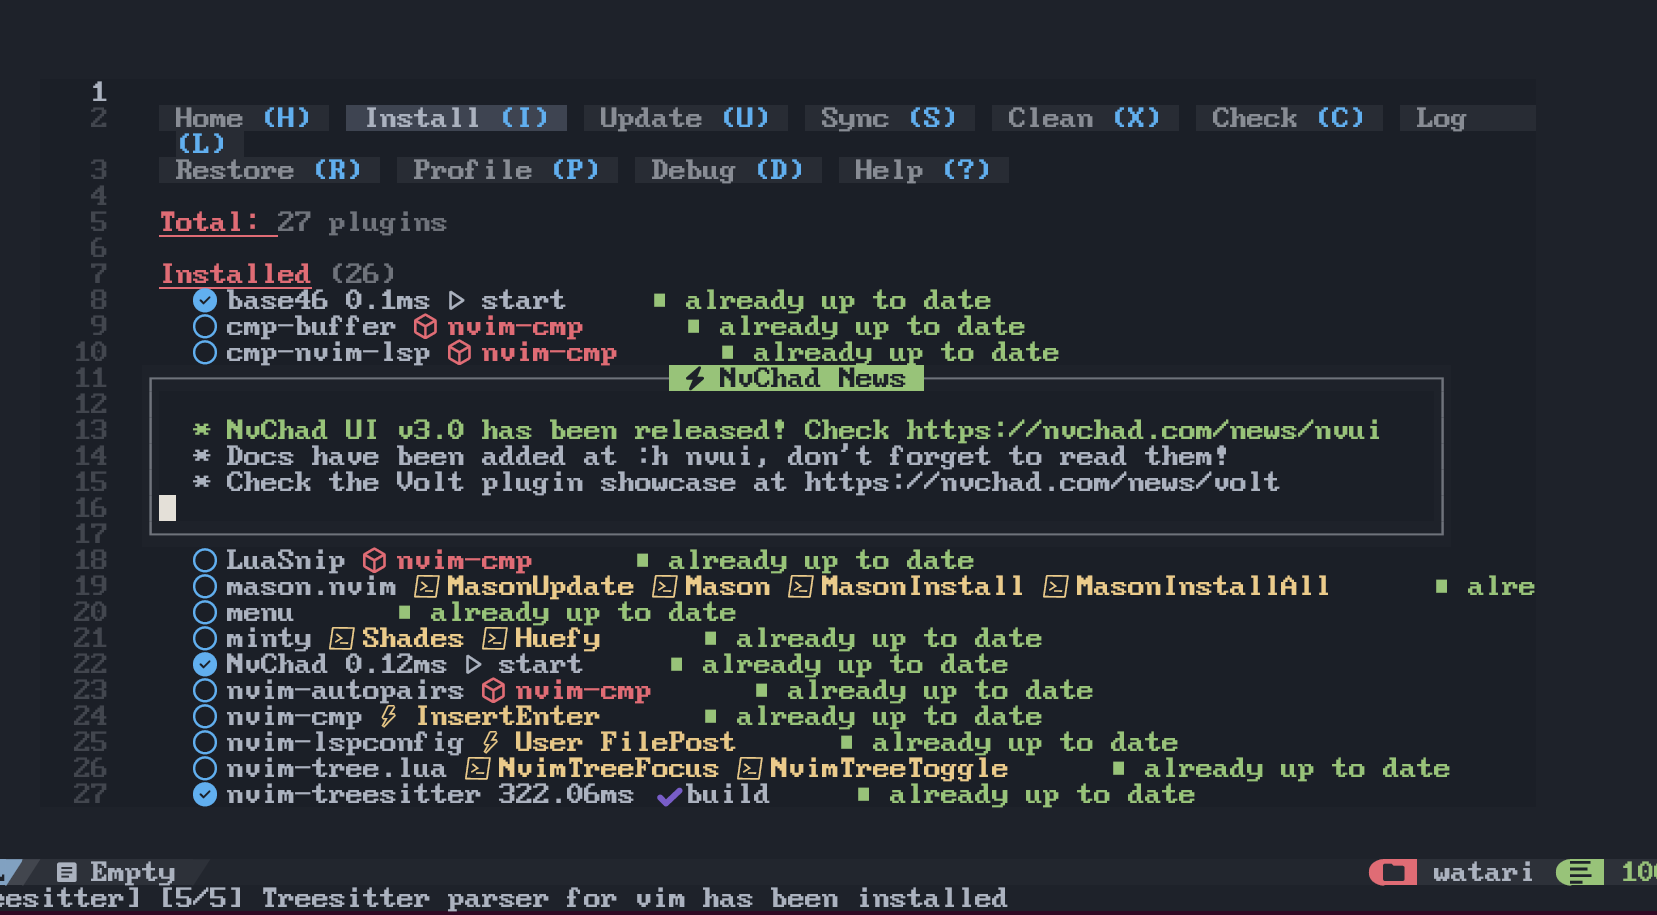 1
2 Home (H) Install (I) Update (U) Sync (S) Clean (X) Check (C) Log
(L)
3 Restore (R) Profile (P) Debug (D) Help (?)
4
5 Total: 27 plugins
6
7 Installed (26)
8 base46 0.1ms start ■ already up to date
9 cmp-buffer nvim-cmp ■ already up to date
10 cmp-nvim-lsp nvim-cmp ■ already up to date
11 NvChad News
12
13 * NvChad UI v3.0 has been released! Check https://nvchad.com/news/nvui
14 * Docs have been added at :h nvui, don't forget to read them!
15 * Check the Volt plugin showcase at https://nvchad.com/news/volt
16
17
18 LuaSnip nvim-cmp ■ already up to date
19 mason.nvim MasonUpdate Mason MasonInstall MasonInstallAll ■ alre
20 menu ■ already up to date
21 minty Shades Huefy ■ already up to date
22 NvChad 0.12ms start ■ already up to date
23 nvim-autopairs nvim-cmp ■ already up to date
24 nvim-cmp InsertEnter ■ already up to date
25 nvim-lspconfig User FilePost ■ already up to date
26 nvim-tree.lua NvimTreeFocus NvimTreeToggle ■ already up to date
27 nvim-treesitter 322.06ms ✔build ■ already up to date
Empty watari 10
esitter] [5/5] Treesitter parser for vim has been installed